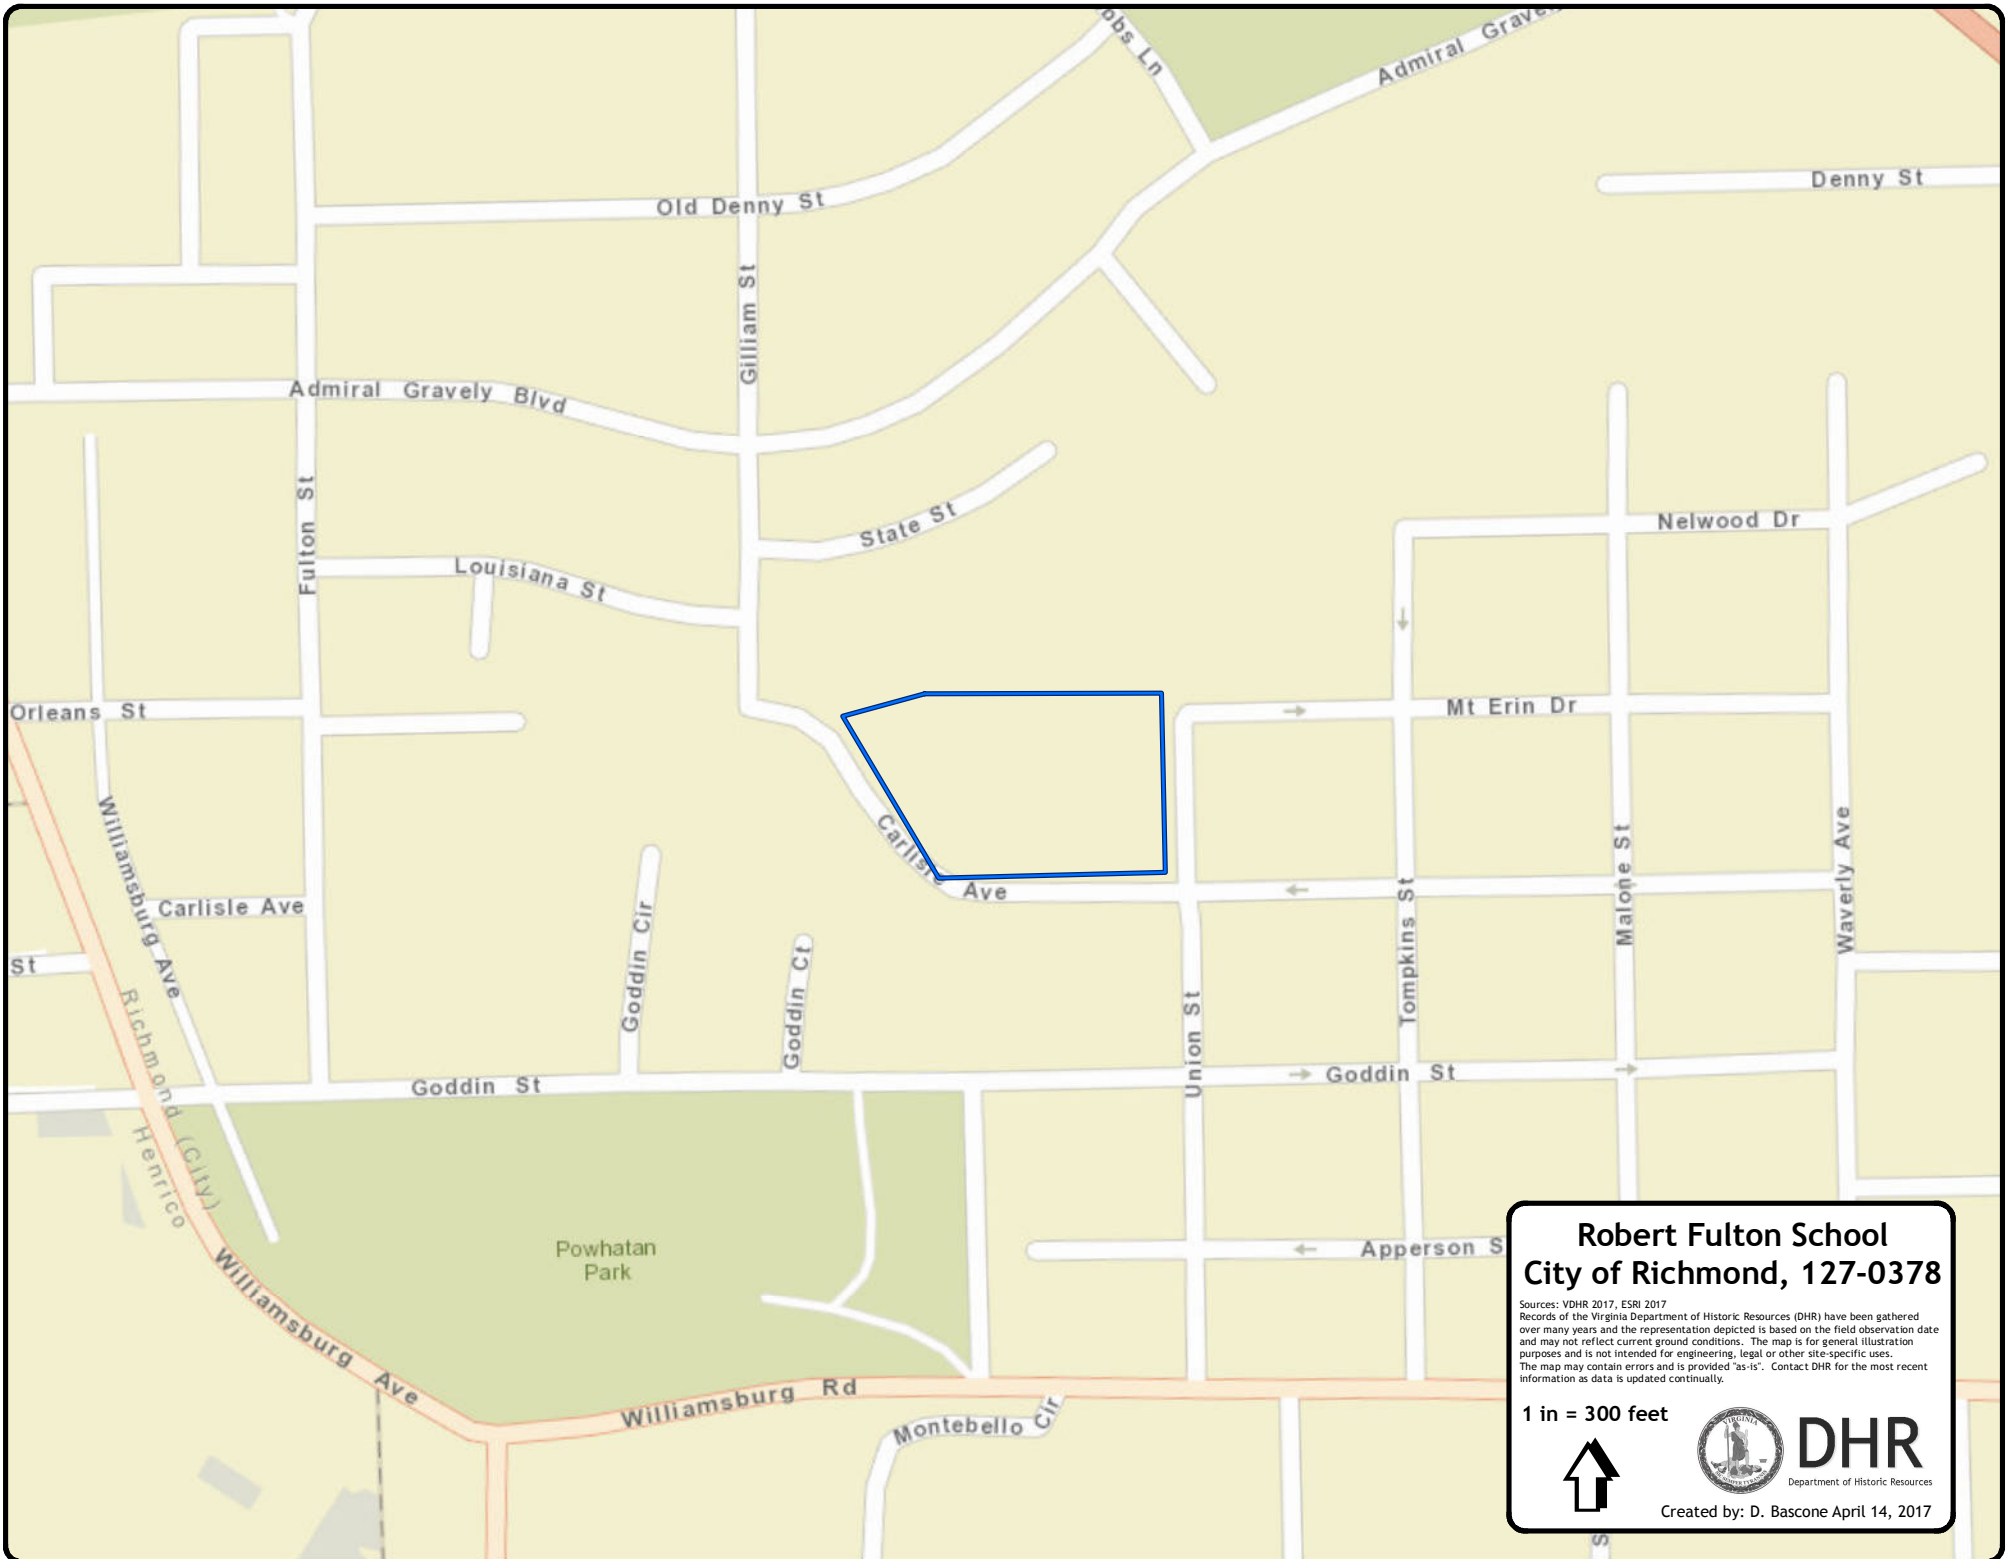 obbs Ln
Admiral Grave
Denny St
Old Denny St
Gilliam St
Admiral Gravely Blvd
Fulton St
State St
Nelwood Dr
Louisiana St
Orleans St
Mt Erin Dr
Williamsburg Ave
Carlisle
Ave
Carlisle Ave
Malone St
Waverly Ave
Tompkins St
St
Goddin Cir
Goddin Ct
Union St
Richmond (City)
Henrico
Goddin St
Goddin St
Powhatan
Park
Apperson S
Williamsburg Ave
Williamsburg Rd
Montebello Cir
S
Robert Fulton School
City of Richmond, 127-0378
Sources: VDHR 2017, ESRI 2017
Records of the Virginia Department of Historic Resources (DHR) have been gathered
over many years and the representation depicted is based on the field observation date
and may not reflect current ground conditions. The map is for general illustration
purposes and is not intended for engineering, legal or other site-specific uses.
The map may contain errors and is provided "as-is". Contact DHR for the most recent
information as data is updated continually.
1 in = 300 feet
VIRGINIA
SIC SEMPER TYRANNIS
DHR
Department of Historic Resources
Created by: D. Bascone April 14, 2017